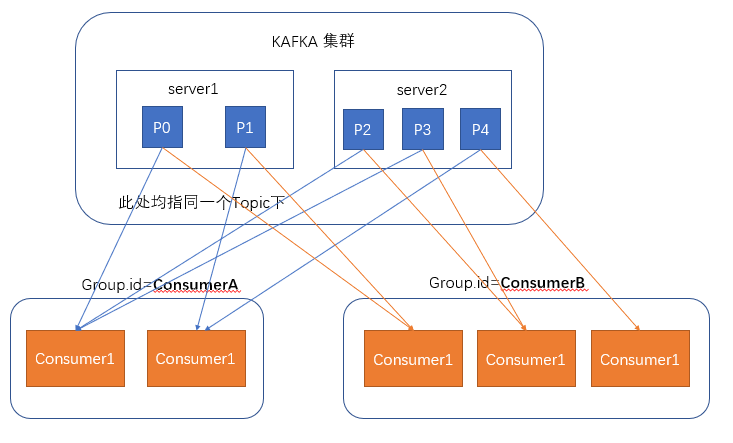 KAFKA 集群
server1
server2
P0
P1
P2
P3
P4
此处均指同一个Topic下
Group.id=ConsumerA
Group.id=ConsumerB
Consumer1
Consumer1
Consumer1
Consumer1
Consumer1